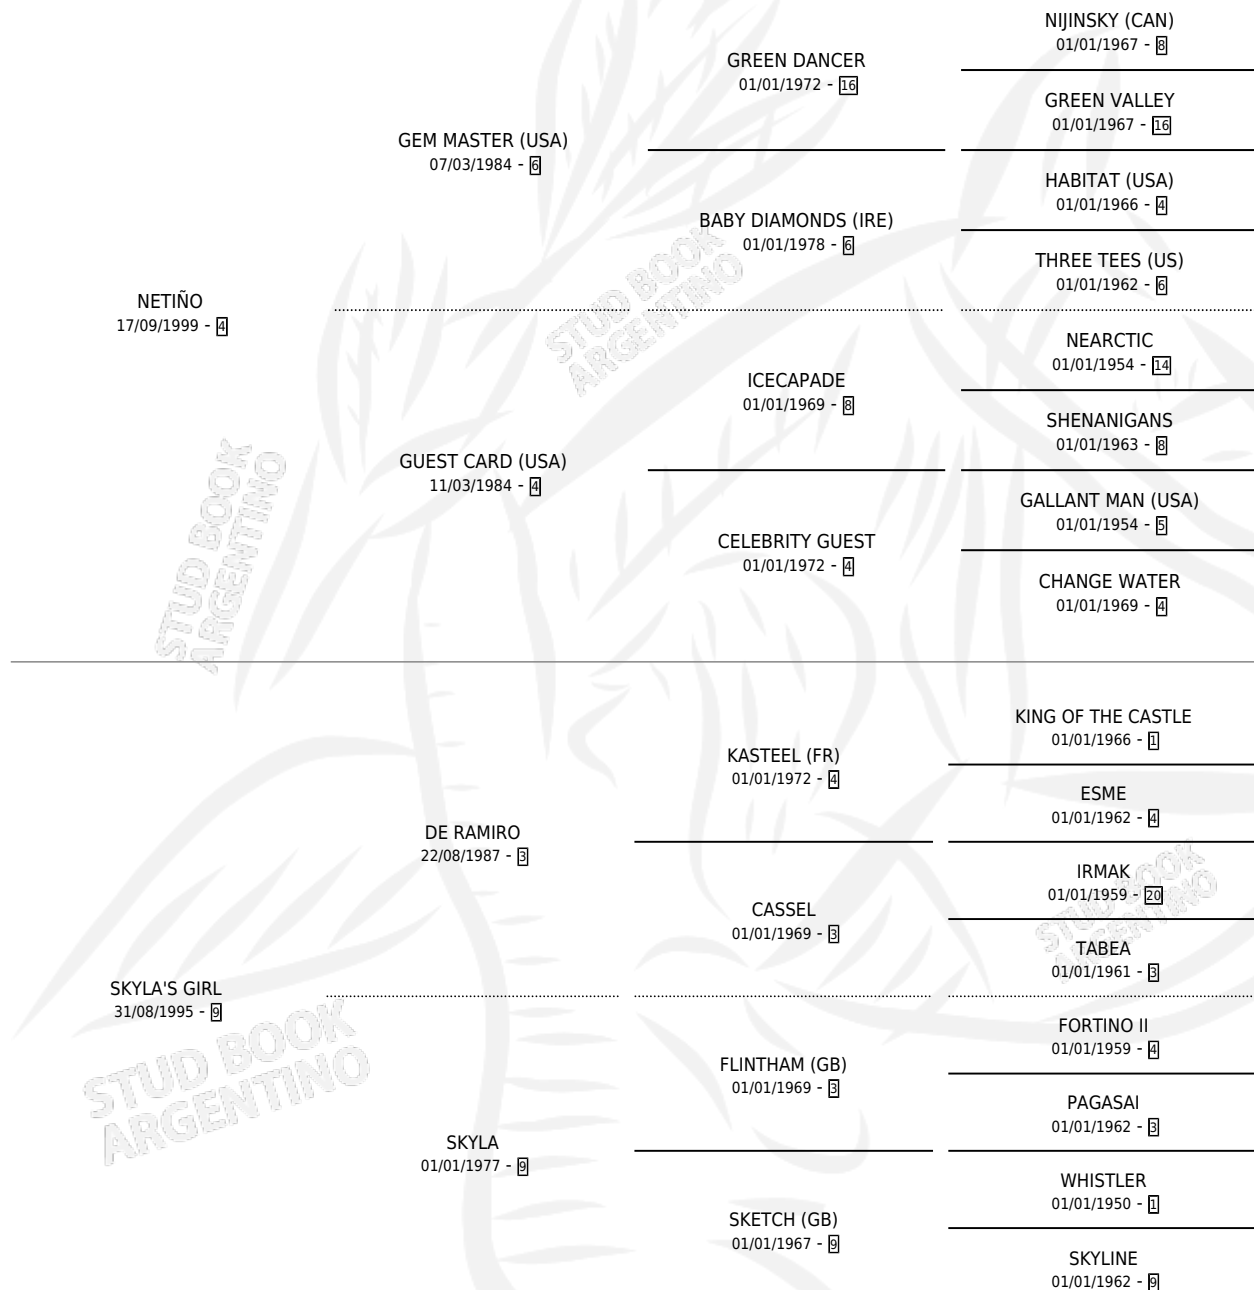 NIJINSKY (CAN)
01/01/1967 - 8
GREEN DANCER
01/01/1972 - 16
GREEN VALLEY
01/01/1967 - 16
GEM MASTER (USA)
07/03/1984 - 6
HABITAT (USA)
01/01/1966 - 4
BABY DIAMONDS (IRE)
01/01/1978 - 6
THREE TEES (US)
01/01/1962 - 6
NETIÑO
17/09/1999 - 4
NEARCTIC
01/01/1954 - 14
ICECAPADE
01/01/1969 - 8
SHENANIGANS
01/01/1963 - 8
GUEST CARD (USA)
11/03/1984 - 4
GALLANT MAN (USA)
01/01/1954 - 5
CELEBRITY GUEST
01/01/1972 - 4
CHANGE WATER
01/01/1969 - 4
STUD BOOK
ARGENTINO
STUD BOOK
ARGENTINO
KING OF THE CASTLE
01/01/1966 - 1
KASTEEL (FR)
01/01/1972 - 4
ESME
01/01/1962 - 4
DE RAMIRO
22/08/1987 - 3
IRMAK
01/01/1959 - 20
CASSEL
01/01/1969 - 3
TABEA
01/01/1961 - 3
SKYLA'S GIRL
31/08/1995 - 9
FORTINO II
01/01/1959 - 4
FLINTHAM (GB)
01/01/1969 - 3
PAGASAI
01/01/1962 - 3
SKYLA
01/01/1977 - 9
WHISTLER
01/01/1950 - 1
SKETCH (GB)
01/01/1967 - 9
SKYLINE
01/01/1962 - 9
STUD BOOK
ARGENTINO
STUD BOOK
ARGENTINO